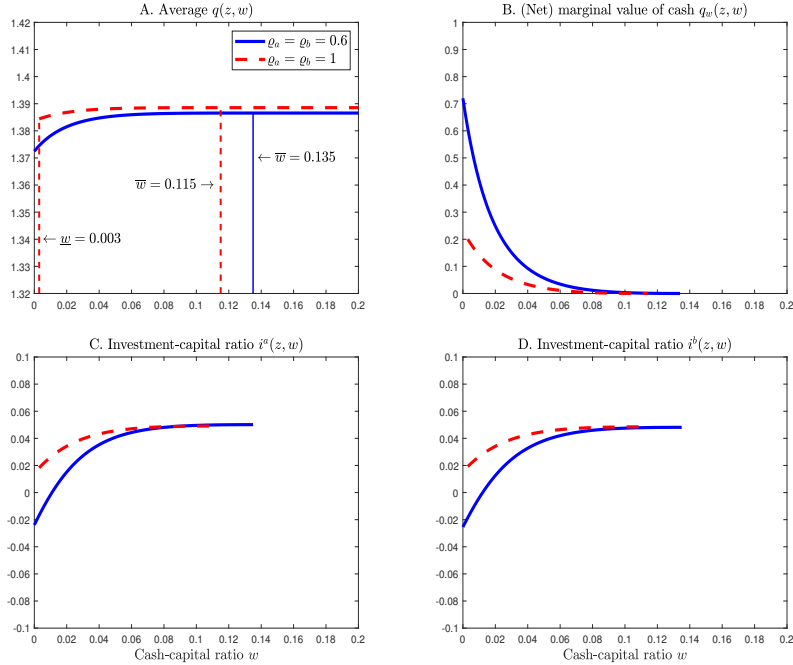 A. Average q(z, w)
1.42
1.41
1.4
1.39
1.38
1.37
1.36
1.35
1.34
1.33
1.32
0 0.02 0.04 0.06 0.08 0.1 0.12 0.14 0.16 0.18 0.2
ϱa = ϱb = 0.6
ϱa = ϱb = 1
← w̅ = 0.135
w̅ = 0.115 →
← w̲ = 0.003
B. (Net) marginal value of cash qw(z, w)
1
0.9
0.8
0.7
0.6
0.5
0.4
0.3
0.2
0.1
0
0 0.02 0.04 0.06 0.08 0.1 0.12 0.14 0.16 0.18 0.2
C. Investment-capital ratio iᵃ(z, w)
0.1
0.08
0.06
0.04
0.02
0
-0.02
-0.04
-0.06
-0.08
-0.1
0 0.02 0.04 0.06 0.08 0.1 0.12 0.14 0.16 0.18 0.2
Cash-capital ratio w
D. Investment-capital ratio iᵇ(z, w)
0.1
0.08
0.06
0.04
0.02
0
-0.02
-0.04
-0.06
-0.08
-0.1
0 0.02 0.04 0.06 0.08 0.1 0.12 0.14 0.16 0.18 0.2
Cash-capital ratio w